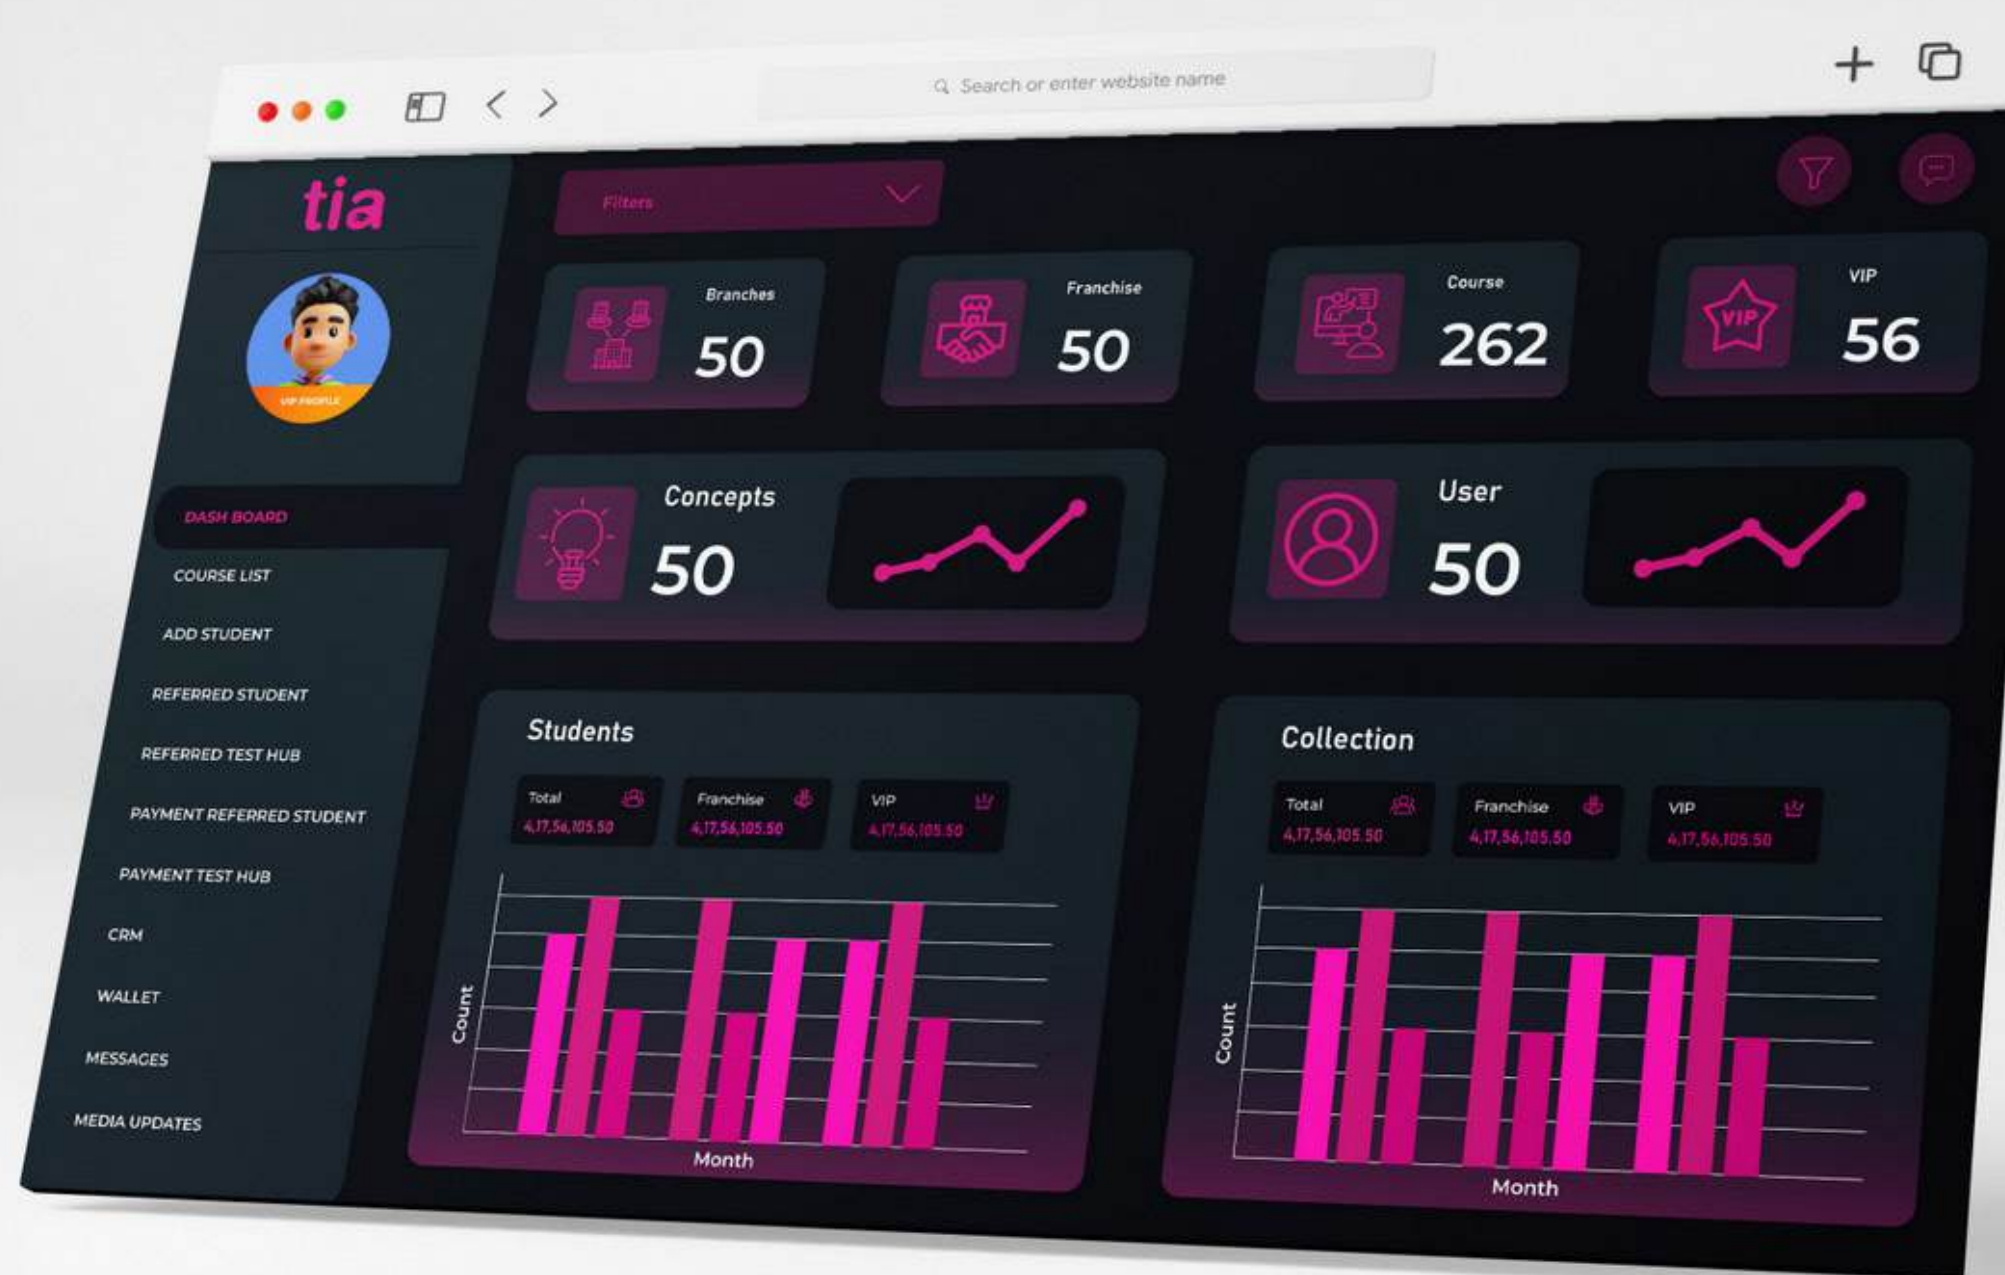 Search or enter website name
tia
VIP PROFILE
DASH BOARD
COURSE LIST
ADD STUDENT
REFERRED STUDENT
REFERRED TEST HUB
PAYMENT REFERRED STUDENT
PAYMENT TEST HUB
CRM
WALLET
MESSAGES
MEDIA UPDATES
Filters
Branches
50
Franchise
50
Course
262
VIP
VIP
56
Concepts
50
User
50
Students
Total
4,17,56,105.50
Franchise
4,17,56,105.50
VIP
4,17,56,105.50
Count
Month
Collection
Total
4,17,56,105.50
Franchise
4,17,56,105.50
VIP
4,17,56,105.50
Count
Month